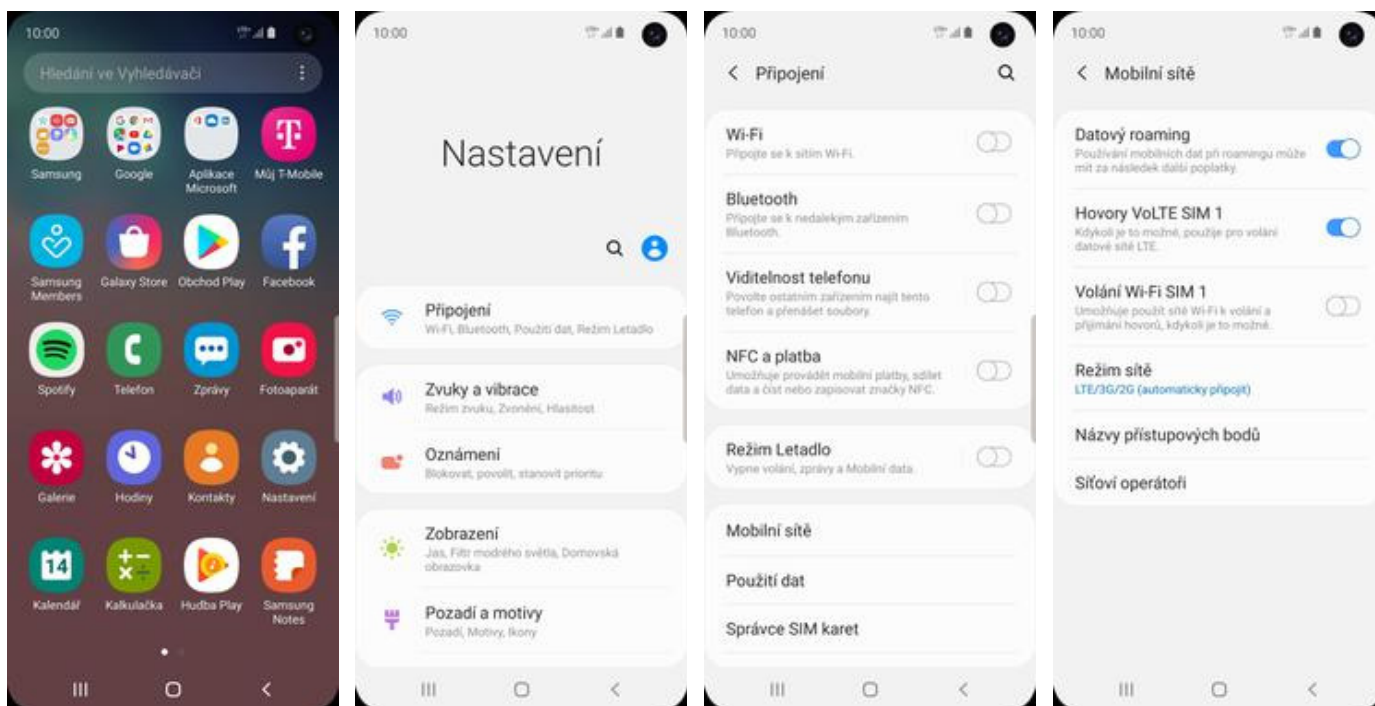 10:00
Hledání ve Vyhledávači
Samsung
Google
Aplikace
Microsoft
Můj T-Mobile
Samsung
Members
Galaxy Store
Obchod Play
Facebook
Spotify
Telefon
Zprávy
Fotoaparát
Galerie
Hodiny
Kontakty
Nastavení
14
Kalendář
Kalkulačka
Hudba Play
Samsung
Notes
10:00
Nastavení
Připojení
Wi-Fi, Bluetooth, Použití dat, Režim Letadlo
Zvuky a vibrace
Režim zvuku, Zvonění, Hlasitost
Oznámení
Blokovat, povolit, stanovit prioritu
Zobrazení
Jas, Filtr modrého světla, Domovská
obrazovka
Pozadí a motivy
Pozadí, Motivy, Ikony
10:00
Připojení
Wi-Fi
Připojte se k sítím Wi-Fi.
Bluetooth
Připojte se k nedalekým zařízením
Bluetooth.
Viditelnost telefonu
Povolte ostatním zařízením najít tento
telefon a přenášet soubory.
NFC a platba
Umožňuje provádět mobilní platby, sdílet
data a číst nebo zapisovat značky NFC.
Režim Letadlo
Vypne volání, zprávy a Mobilní data.
Mobilní sítě
Použití dat
Správce SIM karet
10:00
Mobilní sítě
Datový roaming
Používání mobilních dat při roamingu může
mít za následek další poplatky.
Hovory VoLTE SIM 1
Kdykoli je to možné, použije pro volání
datové sítě LTE.
Volání Wi-Fi SIM 1
Umožňuje použít sítě Wi-Fi k volání a
přijímání hovorů, kdykoli je to možné.
Režim sítě
LTE/3G/2G (automaticky připojit)
Názvy přístupových bodů
Síťoví operátoři